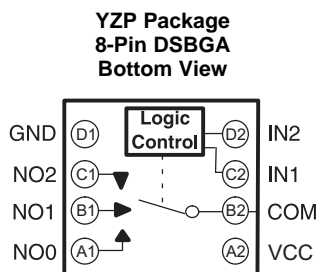 YZP Package
8-Pin DSBGA
Bottom View
Logic
Control
GND D1 D2 IN2
NO2 C1 C2 IN1
NO1 B1 B2 COM
NO0 A1 A2 VCC